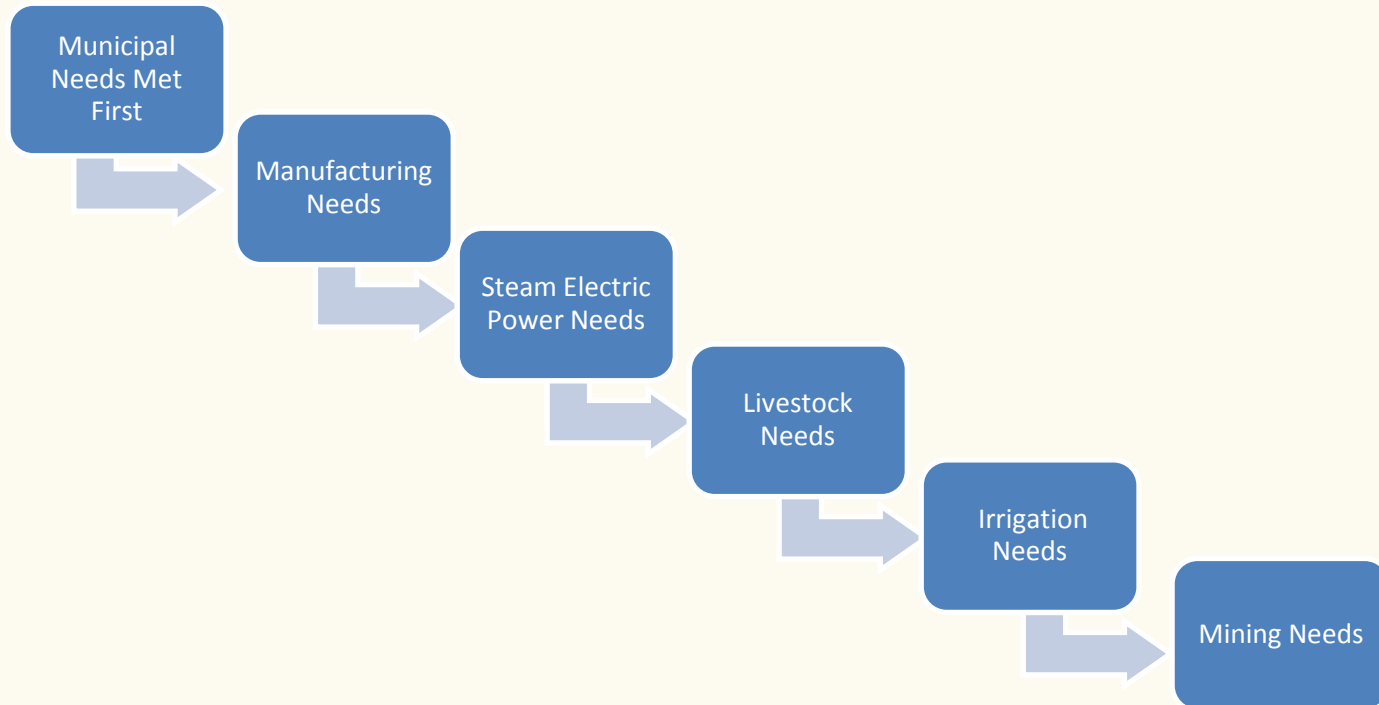 Municipal
Needs Met
First
Manufacturing
Needs
Steam Electric
Power Needs
Livestock
Needs
Irrigation
Needs
Mining Needs